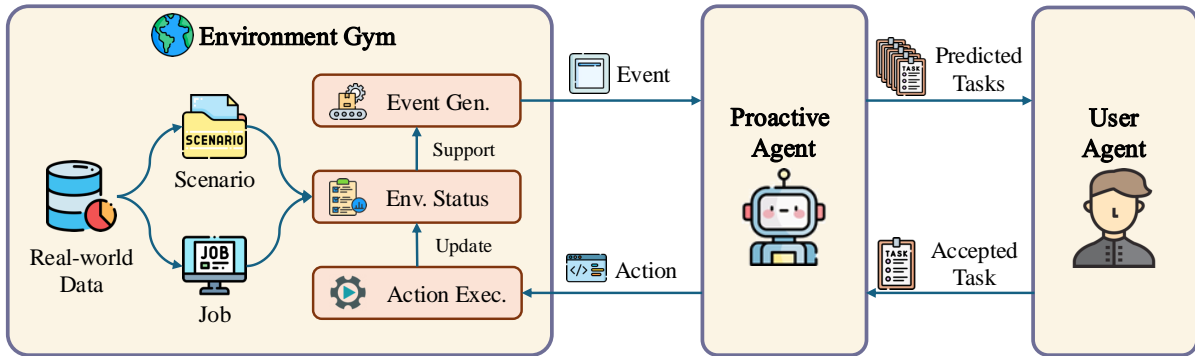 Environment Gym
Event Gen.
Event
Predicted
Tasks
TASK
SCENARIO
Scenario
Support
Proactive
Agent
User
Agent
Real-world
Data
Env. Status
JOB
Job
Update
Action Exec.
</>
Action
TASK
Accepted
Task